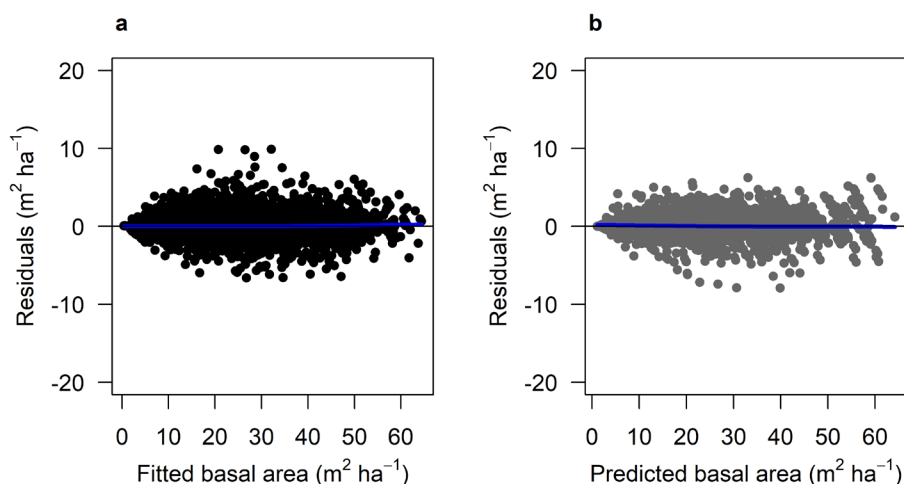 a
20
10
0
-10
-20
Residuals (m² ha⁻¹)
0 10 20 30 40 50 60
Fitted basal area (m² ha⁻¹)
b
20
10
0
-10
-20
Residuals (m² ha⁻¹)
0 10 20 30 40 50 60
Predicted basal area (m² ha⁻¹)